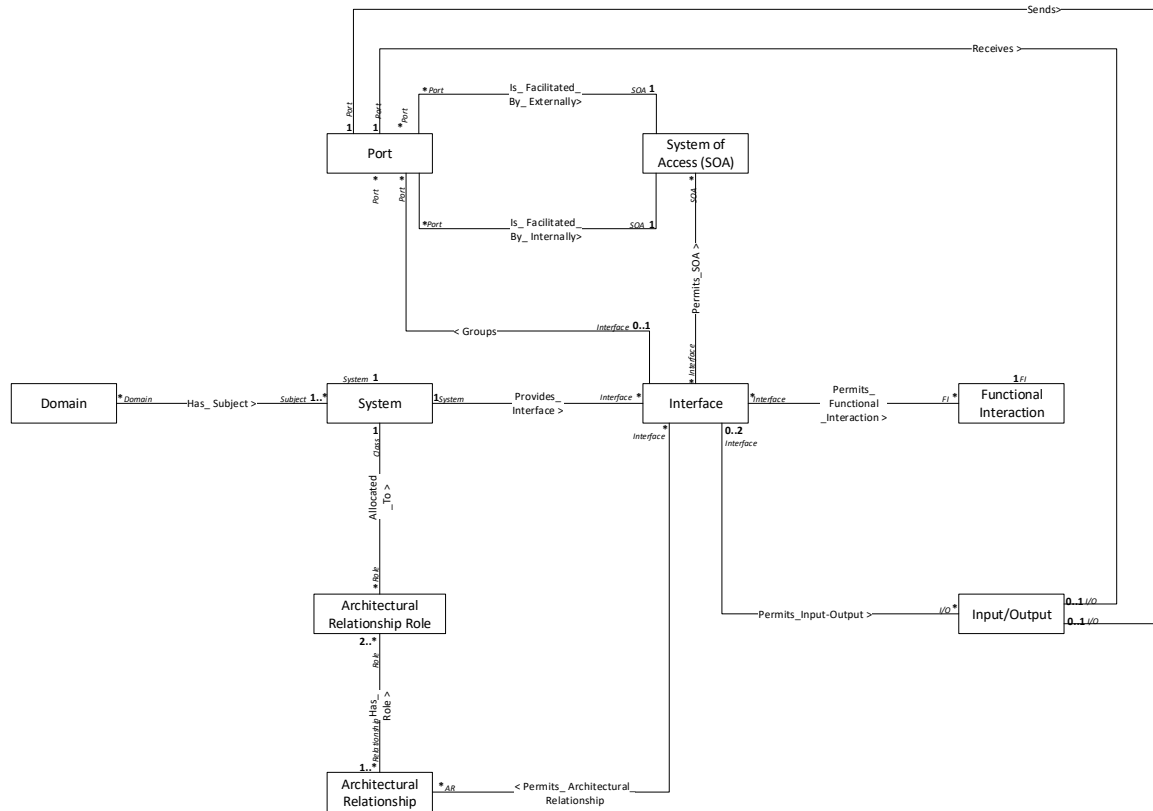 Sends>
Receives >
Port
Port
*Port
1
1
*Port
Is_ Facilitated_
By_ Externally>
SOA 1
Port
System of
Access (SOA)
Port *
Port *
*Port
Is_ Facilitated_
By_ Internally>
SOA 1
*
SOA
Permits_SOA >
Interface
*
< Groups
Interface 0..1
Domain
*Domain
Has_ Subject >
Subject 1..*
System 1
System
1System
Provides_
Interface >
Interface *
Interface
*Interface
Permits_
Functional
_Interaction >
FI *
1 FI
Functional
Interaction
1
Class
Allocated
_To >
*Role
*
Interface
0..2
Interface
Architectural
Relationship Role
2..*
Role
Has_
Role >
Relationship
1..*
Permits_Input-Output >
I/O *
Input/Output
0..1 I/O
0..1 I/O
Architectural
Relationship
*AR
< Permits_ Architectural_
Relationship